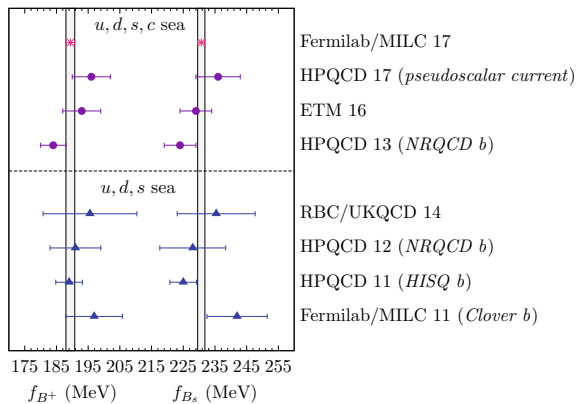 u, d, s, c sea
Fermilab/MILC 17
HPQCD 17 (pseudoscalar current)
ETM 16
HPQCD 13 (NRQCD b)
u, d, s sea
RBC/UKQCD 14
HPQCD 12 (NRQCD b)
HPQCD 11 (HISQ b)
Fermilab/MILC 11 (Clover b)
175 185 195 205 215 225 235 245 255
f_{B^+} (MeV) f_{B_s} (MeV)